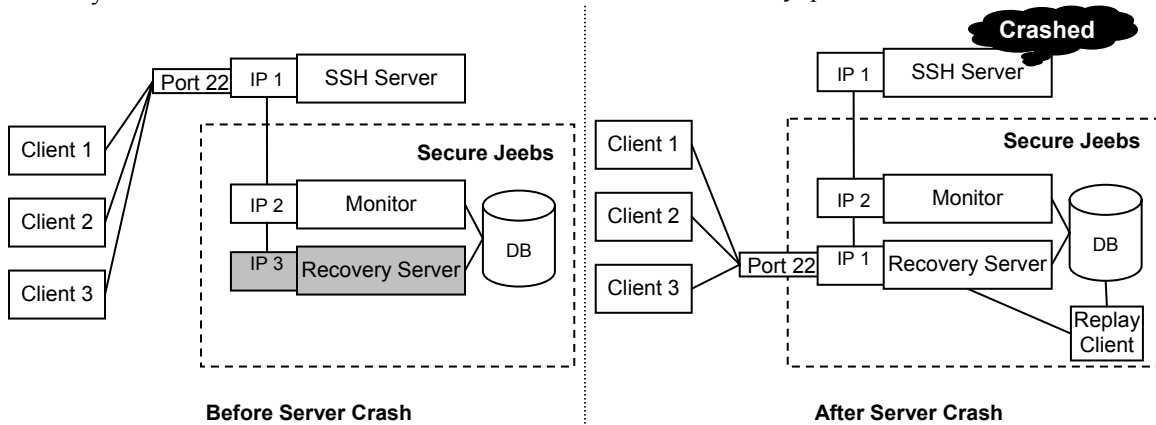 Port 22
IP 1
SSH Server
Client 1
Client 2
Client 3
Secure Jeebs
IP 2
Monitor
IP 3
Recovery Server
DB
Before Server Crash
Crashed
IP 1
SSH Server
Client 1
Client 2
Client 3
Secure Jeebs
IP 2
Monitor
Port 22
IP 1
Recovery Server
DB
Replay
Client
After Server Crash